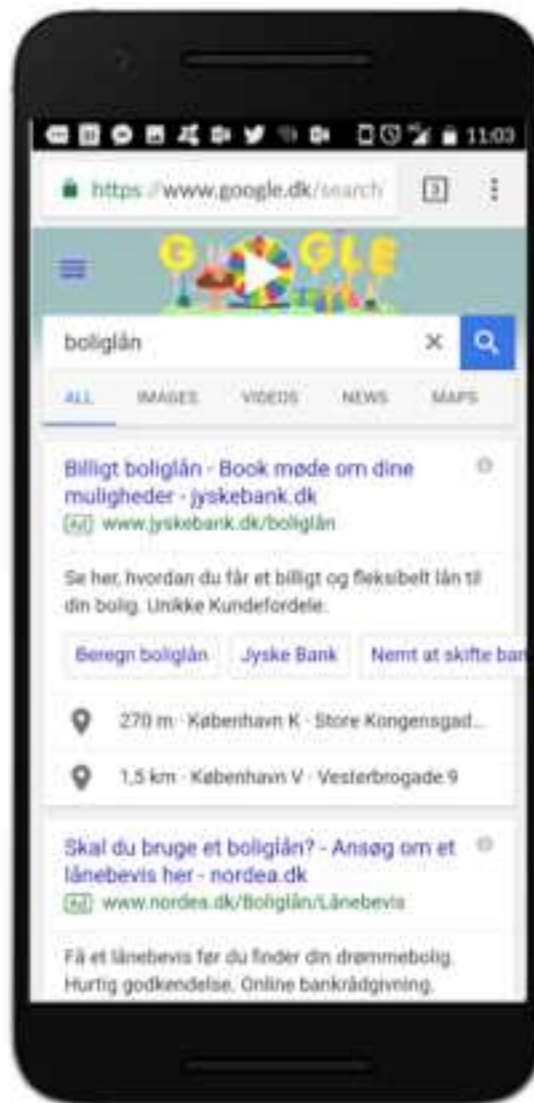 11:03
https://www.google.dk/search
3
GOOGLE
boliglån
ALL IMAGES VIDEOS NEWS MAPS
Billigt boliglån - Book møde om dine
muligheder - jyskebank.dk
Ad www.jyskebank.dk/boliglån
Se her, hvordan du får et billigt og fleksibelt lån til
din bolig. Unikke Kundefordele.
Beregn boliglån Jyske Bank Nemt at skifte ban
270 m · København K · Store Kongensgad...
1,5 km · København V · Vesterbrogade 9
Skal du bruge et boliglån? - Ansøg om et
lånebevis her - nordea.dk
Ad www.nordea.dk/Boliglån/Lånebevis
Få et lånebevis før du finder din drømmebolig.
Hurtig godkendelse. Online bankrådgivning.